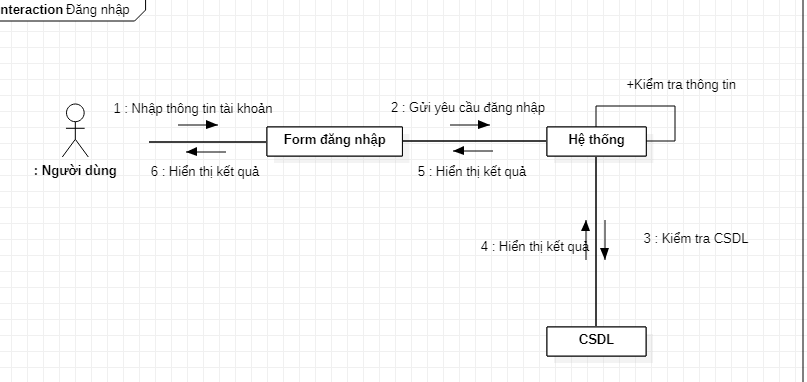 nteraction Đăng nhập
+Kiểm tra thông tin
1 : Nhập thông tin tài khoản
2 : Gửi yêu cầu đăng nhập
Form đăng nhập
Hệ thống
: Người dùng
6 : Hiển thị kết quả
5 : Hiển thị kết quả
4 : Hiển thị kết quả
3 : Kiểm tra CSDL
CSDL